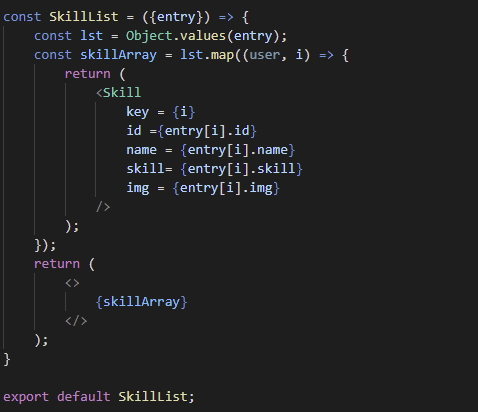 const SkillList = ({entry}) => {
    const lst = Object.values(entry);
    const skillArray = lst.map((user, i) => {
        return (
            <Skill
                key = {i}
                id ={entry[i].id}
                name = {entry[i].name}
                skill= {entry[i].skill}
                img = {entry[i].img}
            />
        );
    });
    return (
        <>
            {skillArray}
        </>
    );
}

export default SkillList;